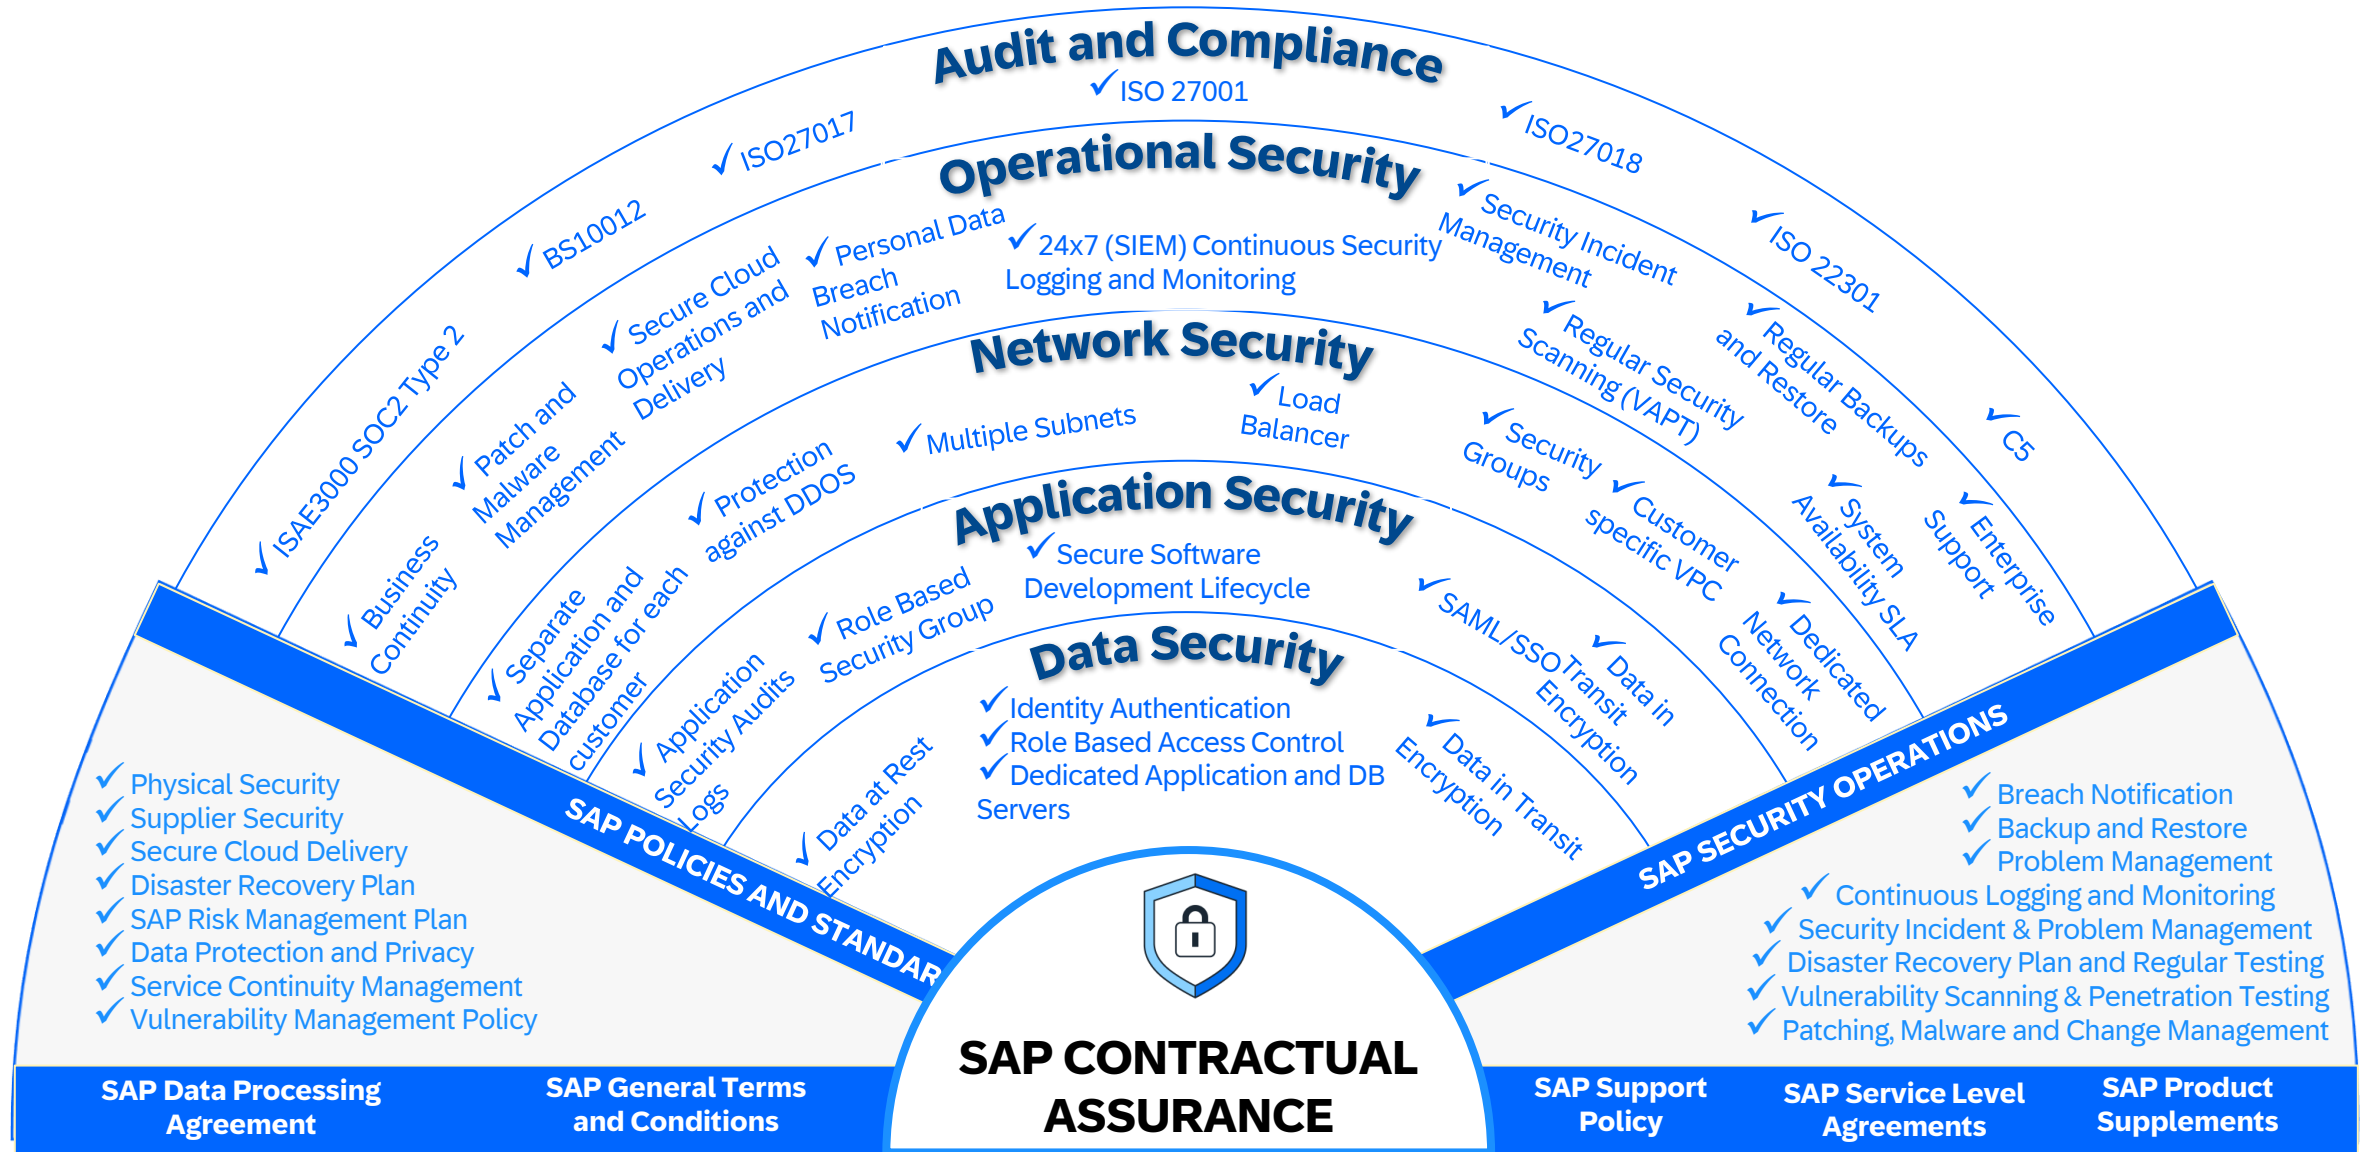 Audit and Compliance
ISO 27001
ISAE3000 SOC2 Type 2
BS10012
ISO27017
ISO27018
ISO 22301
C5
Operational Security
Business
Continuity
Patch and
Malware
Management
Secure Cloud
Operations and
Delivery
Personal Data
Breach
Notification
24x7 (SIEM) Continuous Security
Logging and Monitoring
Security Incident
Management
Regular Security
Scanning (VAPT)
Regular Backups
and Restore
System
Availability SLA
Enterprise
Support
Network Security
Separate
Application and
Database for each
customer
Protection
against DDOS
Multiple Subnets
Load
Balancer
Security
Groups
Customer
specific VPC
Dedicated
Network
Connection
Application Security
Application
Security Audits
Logs
Role Based
Security Group
Secure Software
Development Lifecycle
SAML/SSO
Data in
Transit
Encryption
Data Security
Data at Rest
Encryption
Identity Authentication
Role Based Access Control
Dedicated Application and DB
Servers
Data in Transit
Encryption
SAP POLICIES AND STANDAR
Physical Security
Supplier Security
Secure Cloud Delivery
Disaster Recovery Plan
SAP Risk Management Plan
Data Protection and Privacy
Service Continuity Management
Vulnerability Management Policy
SAP SECURITY OPERATIONS
Breach Notification
Backup and Restore
Problem Management
Continuous Logging and Monitoring
Security Incident & Problem Management
Disaster Recovery Plan and Regular Testing
Vulnerability Scanning & Penetration Testing
Patching, Malware and Change Management
SAP CONTRACTUAL
ASSURANCE
SAP Data Processing
Agreement
SAP General Terms
and Conditions
SAP Support
Policy
SAP Service Level
Agreements
SAP Product
Supplements